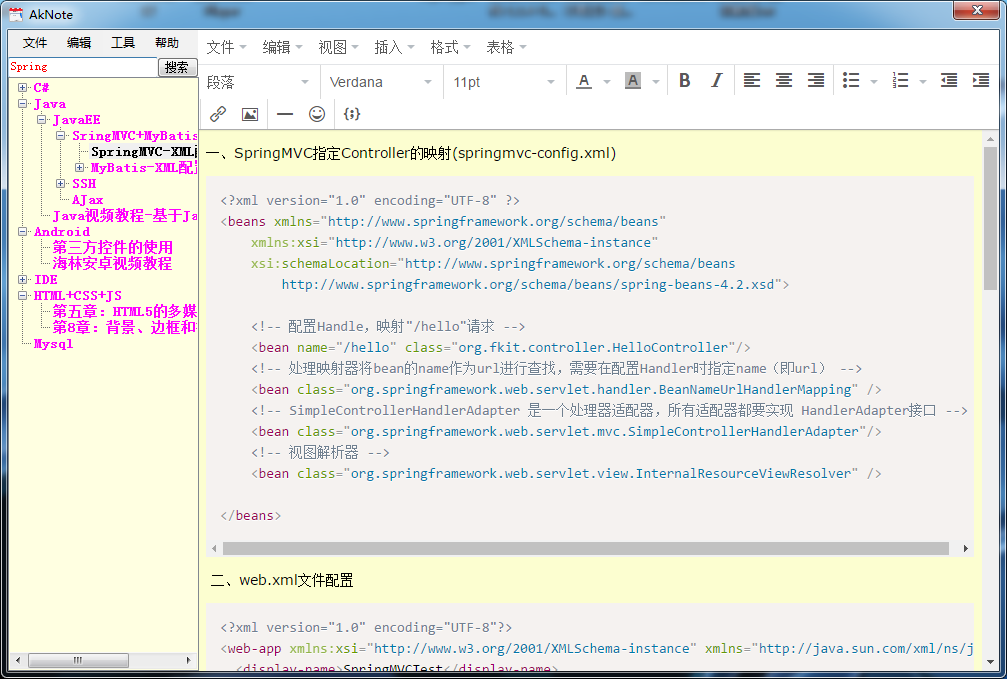 AkNote
文件 编辑 工具 帮助
Spring 搜索
C#
Java
JavaEE
SringMVC+MyBatis
SpringMVC-XML
MyBatis-XML配
SSH
AJax
Java视频教程-基于Ja
Android
第三方控件的使用
海林安卓视频教程
IDE
HTML+CSS+JS
第五章：HTML5的多媒
第8章：背景、边框和
Mysql
文件 编辑 视图 插入 格式 表格
段落 Verdana 11pt A A B I
{;}
一、SpringMVC指定Controller的映射(springmvc-config.xml)
<?xml version="1.0" encoding="UTF-8" ?>
<beans xmlns="http://www.springframework.org/schema/beans"
xmlns:xsi="http://www.w3.org/2001/XMLSchema-instance"
xsi:schemaLocation="http://www.springframework.org/schema/beans
http://www.springframework.org/schema/beans/spring-beans-4.2.xsd">
<!-- 配置Handle，映射"/hello"请求 -->
<bean name="/hello" class="org.fkit.controller.HelloController"/>
<!-- 处理映射器将bean的name作为url进行查找，需要在配置Handler时指定name（即url） -->
<bean class="org.springframework.web.servlet.handler.BeanNameUrlHandlerMapping" />
<!-- SimpleControllerHandlerAdapter 是一个处理器适配器，所有适配器都要实现 HandlerAdapter接口 -->
<bean class="org.springframework.web.servlet.mvc.SimpleControllerHandlerAdapter"/>
<!-- 视图解析器 -->
<bean class="org.springframework.web.servlet.view.InternalResourceViewResolver" />
</beans>
二、web.xml文件配置
<?xml version="1.0" encoding="UTF-8"?>
<web-app xmlns:xsi="http://www.w3.org/2001/XMLSchema-instance" xmlns="http://java.sun.com/xml/ns/j
<display-name>SpringMVCTest</display-name>